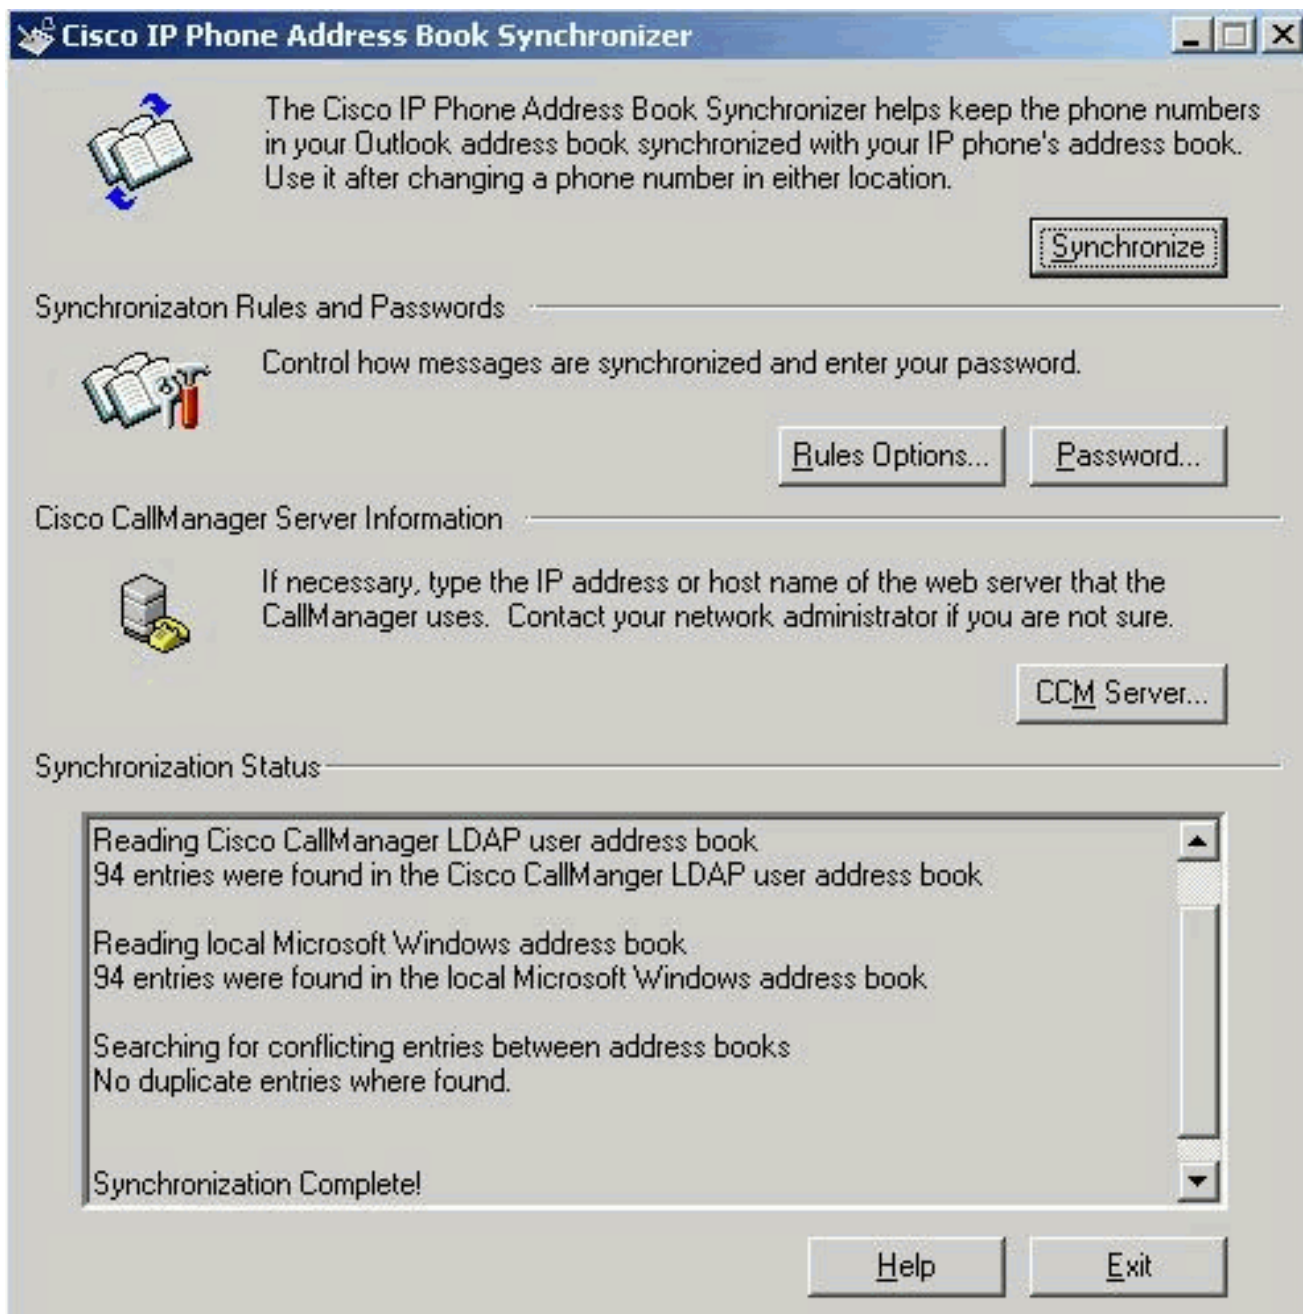 Cisco IP Phone Address Book Synchronizer
The Cisco IP Phone Address Book Synchronizer helps keep the phone numbers
in your Outlook address book synchronized with your IP phone's address book.
Use it after changing a phone number in either location.
Synchronize
Synchronizaton Rules and Passwords
Control how messages are synchronized and enter your password.
Rules Options...
Password...
Cisco CallManager Server Information
If necessary, type the IP address or host name of the web server that the
CallManager uses.  Contact your network administrator if you are not sure.
CCM Server...
Synchronization Status
Reading Cisco CallManager LDAP user address book
94 entries were found in the Cisco CallManger LDAP user address book
Reading local Microsoft Windows address book
94 entries were found in the local Microsoft Windows address book
Searching for conflicting entries between address books
No duplicate entries where found.
Synchronization Complete!
Help
Exit